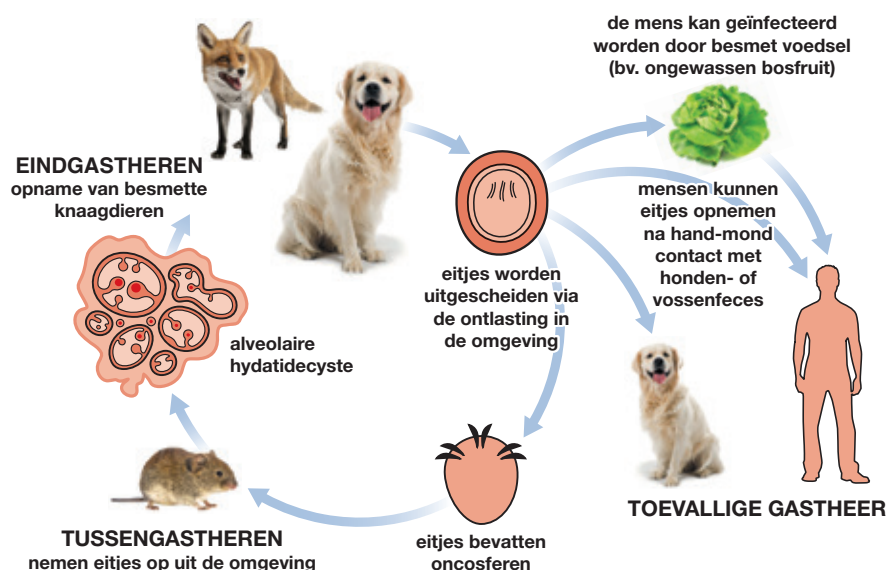 de mens kan geïnfecteerd
worden door besmet voedsel
(bv. ongewassen bosfruit)
EINDGASTHEREN
opname van besmette
knaagdieren
mensen kunnen
eitjes opnemen
na hand-mond
contact met
honden- of
vossenfeces
eitjes worden
uitgescheiden via
de ontlasting in
de omgeving
alveolaire
hydatidecyste
TOEVALLIGE GASTHEER
TUSSENGASTHEREN
nemen eitjes op uit de omgeving
eitjes bevatten
oncosferen